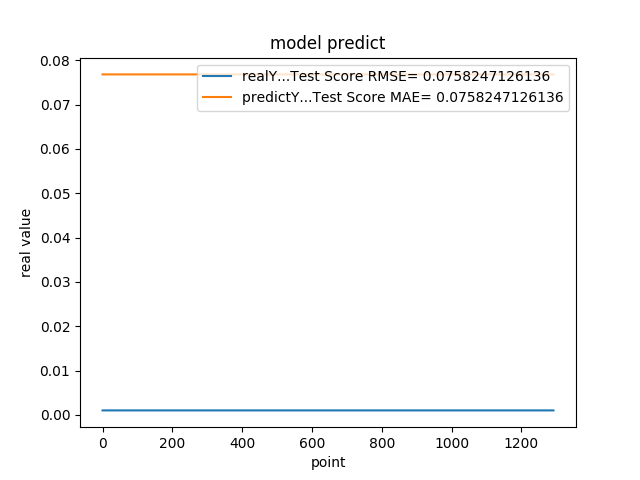 model predict
realY...Test Score RMSE= 0.0758247126136
predictY...Test Score MAE= 0.0758247126136
0.08
0.07
0.06
0.05
0.04
0.03
0.02
0.01
0.00
real value
0 200 400 600 800 1000 1200
point